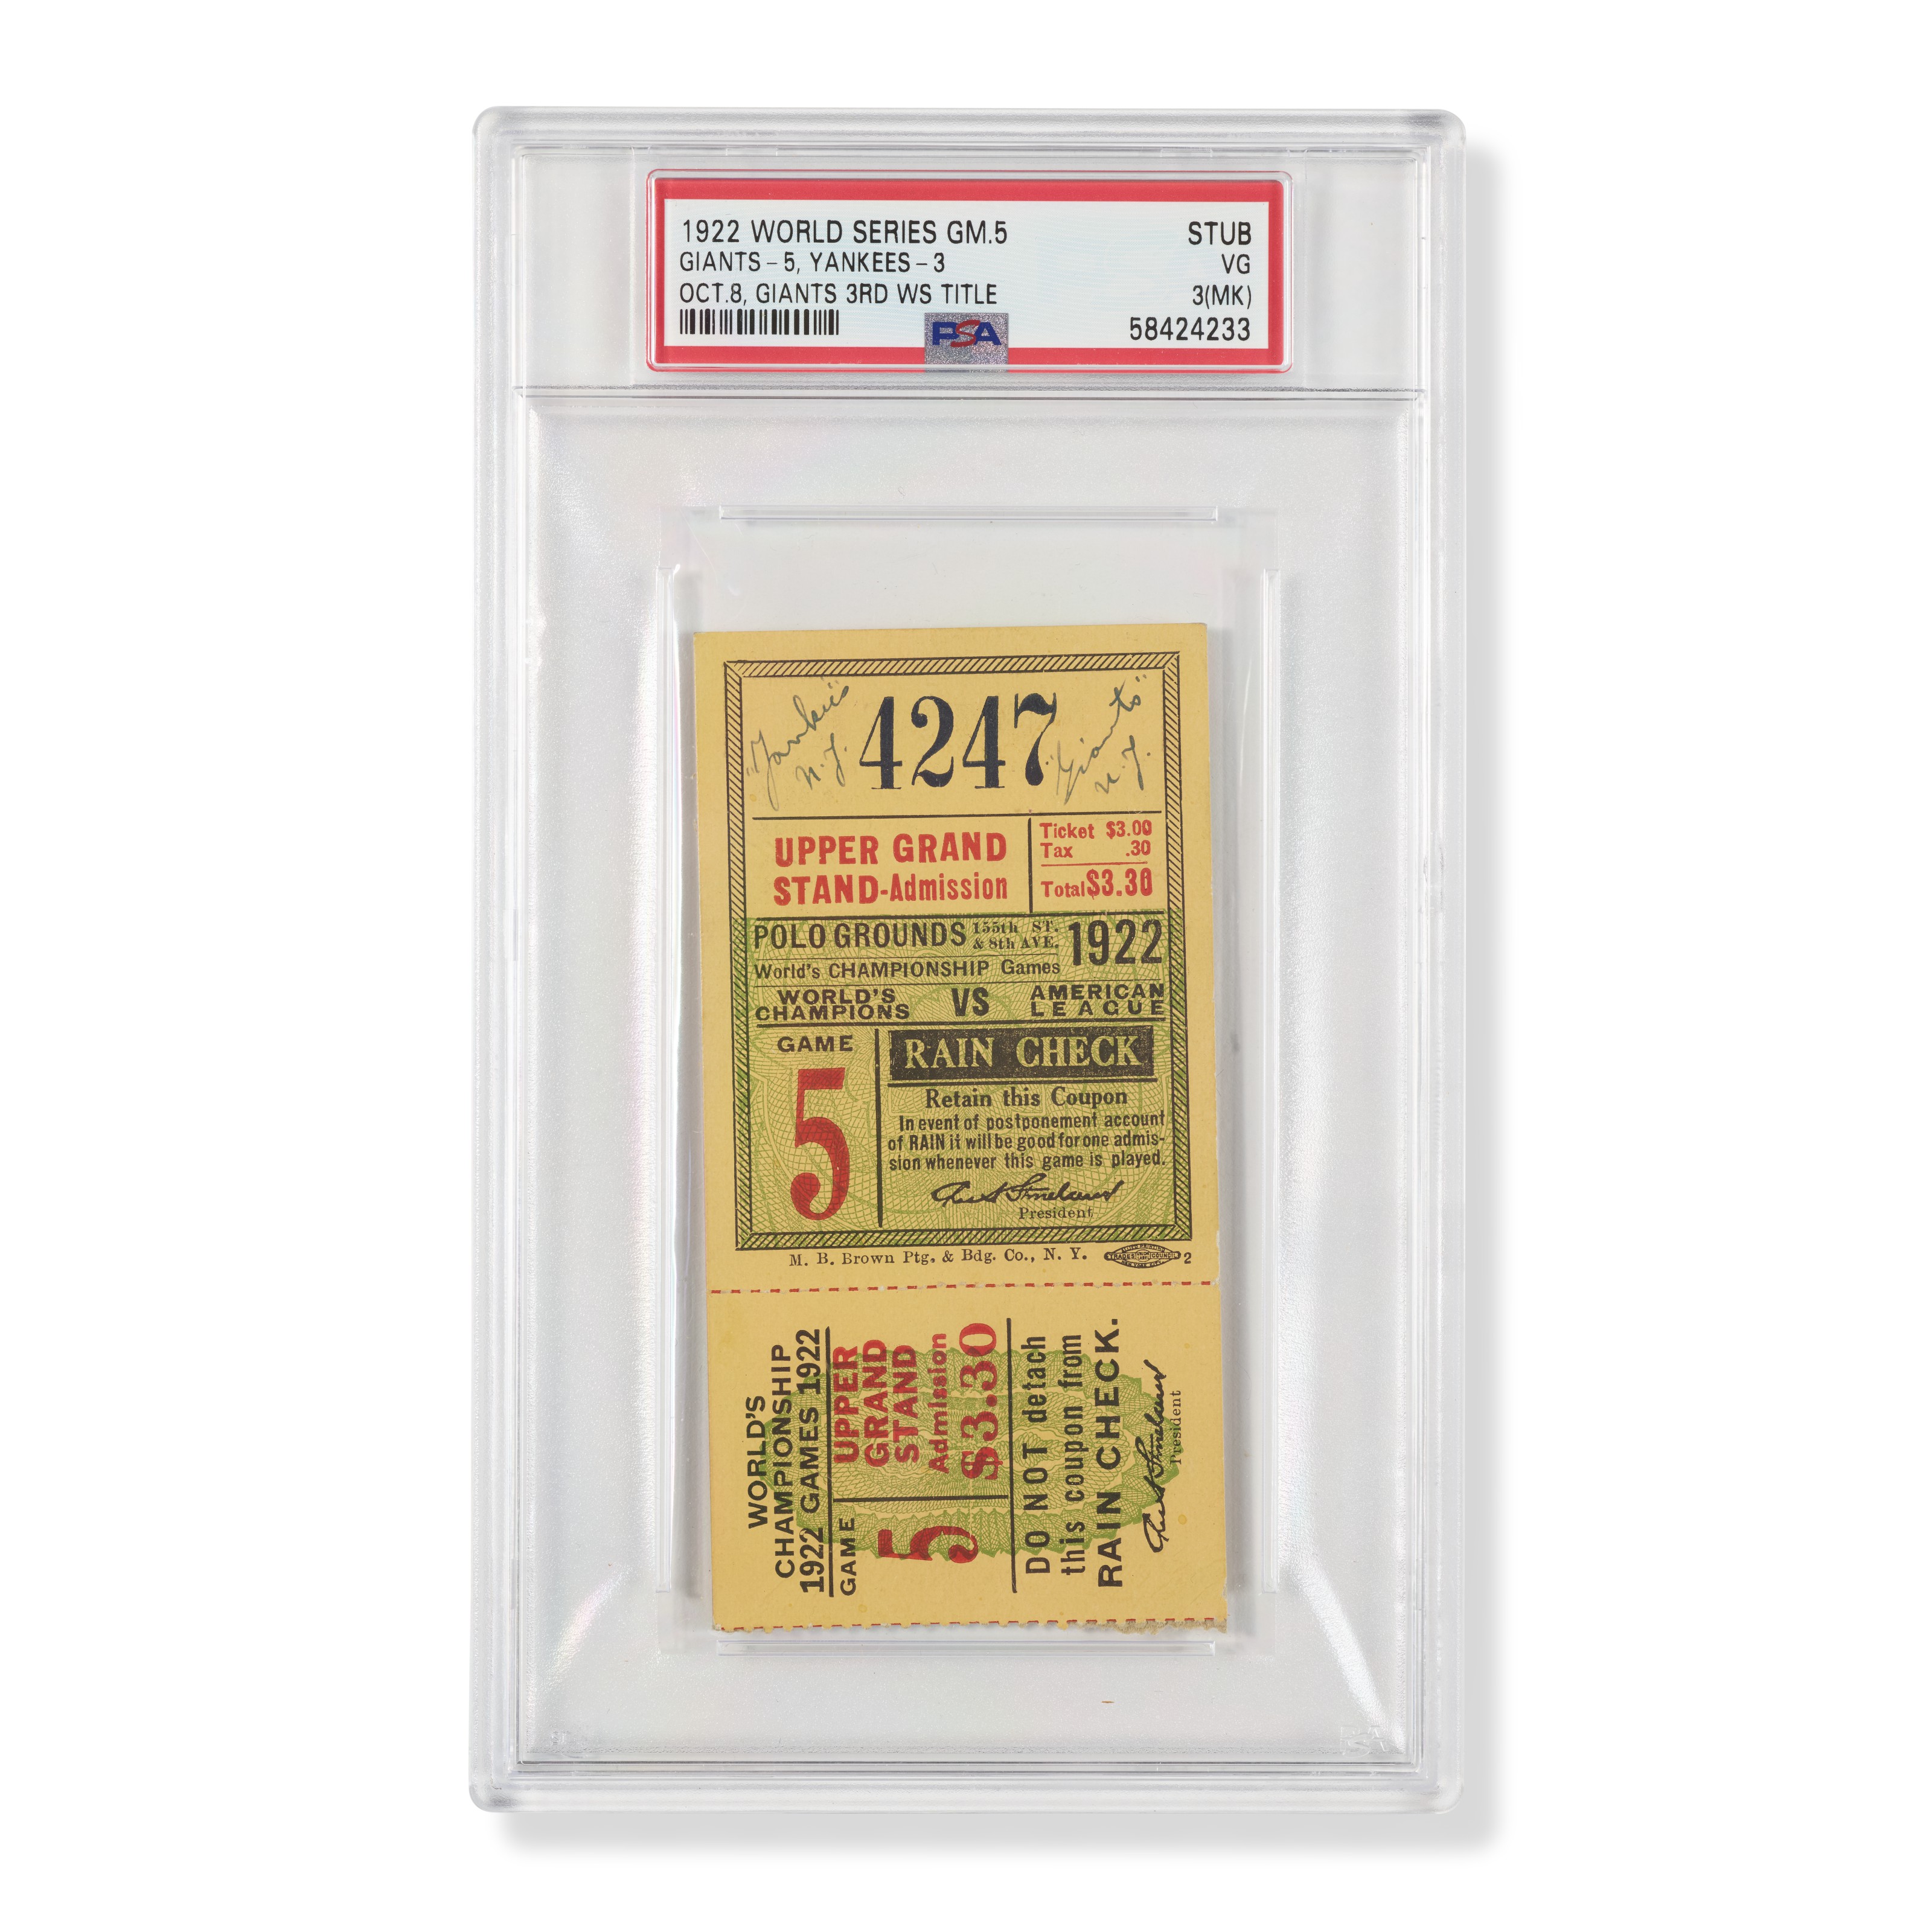 1922 WORLD SERIES GM.5 STUB
GIANTS - 5, YANKEES - 3 VG
OCT.8, GIANTS 3RD WS TITLE 3(MK)
PSA 58424233
"Yankies" N.Y. 4247 "Giants" N.Y.
UPPER GRAND
STAND-Admission
Ticket $3.00
Tax .30
Total $3.30
POLO GROUNDS 155th ST. & 8th AVE. 1922
World's CHAMPIONSHIP Games
WORLD'S CHAMPIONS VS AMERICAN LEAGUE
GAME
5
RAIN CHECK
Retain this Coupon
In event of postponement account
of RAIN it will be good for one admis-
sion whenever this game is played.
President
M. B. Brown Ptg. & Bdg. Co., N. Y. 2
WORLD'S
CHAMPIONSHIP
1922 GAMES 1922
GAME
5
UPPER
GRAND
STAND
Admission
$3.30
DO NOT detach
this coupon from
RAIN CHECK.
President